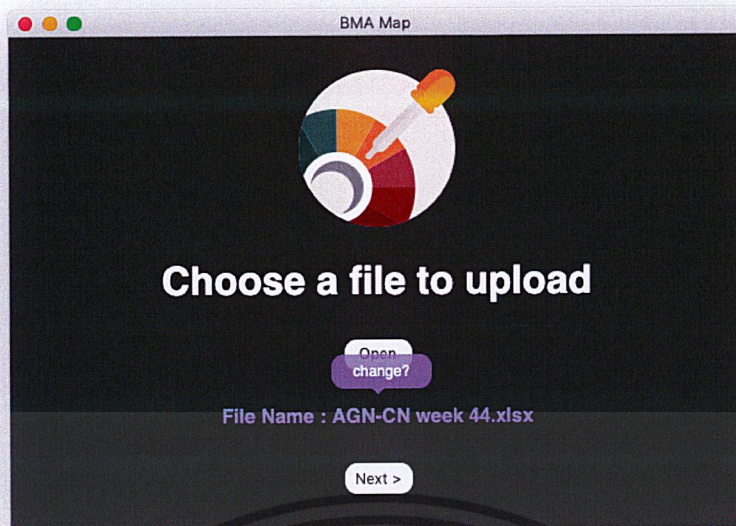 BMA Map
Choose a file to upload
Open
change?
File Name : AGN-CN week 44.xlsx
Next >